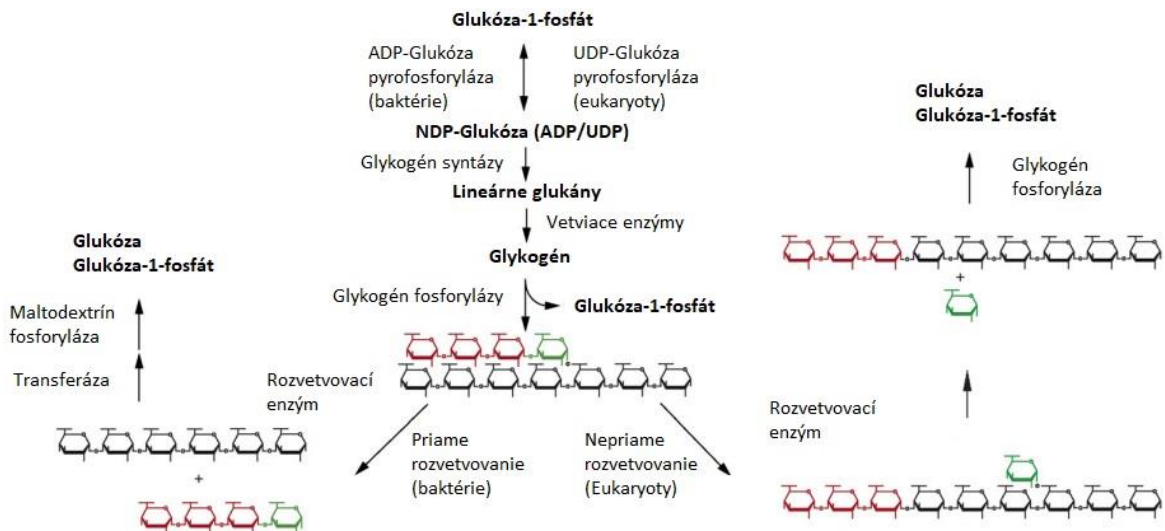 Glukóza-1-fosfát
ADP-Glukóza
pyrofosforyláza
(baktérie)
UDP-Glukóza
pyrofosforyláza
(eukaryoty)
NDP-Glukóza (ADP/UDP)
Glykogén syntázy
Lineárne glukány
Vetviace enzýmy
Glykogén
Glykogén fosforylázy
Glukóza-1-fosfát
Glukóza
Glukóza-1-fosfát
Maltodextrín
fosforyláza
Transferáza
+
Rozvetvovací
enzým
Priame
rozvetvovanie
(baktérie)
Nepriame
rozvetvovanie
(Eukaryoty)
Glukóza
Glukóza-1-fosfát
Glykogén
fosforyláza
+
Rozvetvovací
enzým